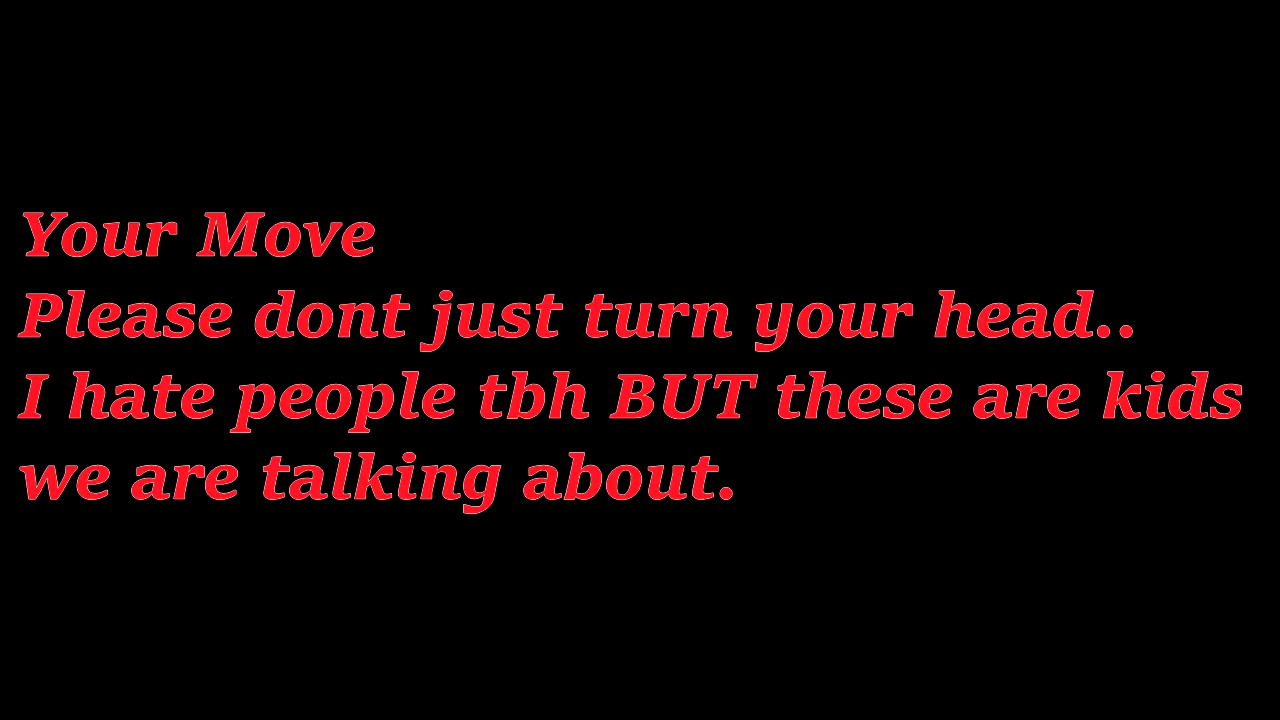 Your Move
Please dont just turn your head..
I hate people tbh BUT these are kids
we are talking about.